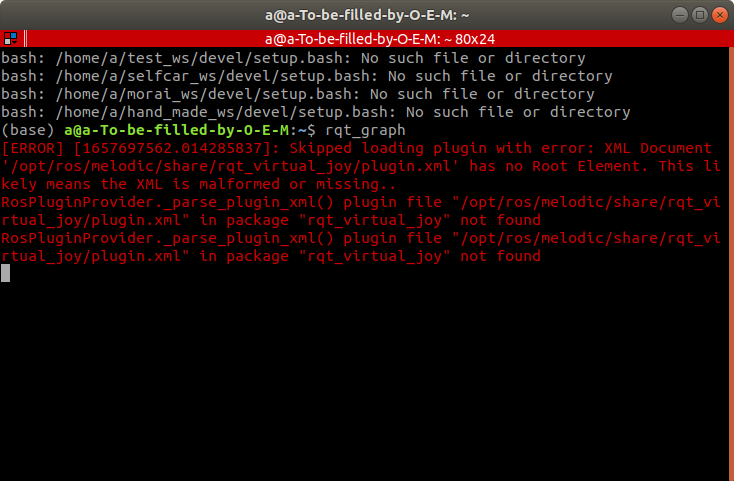 a@a-To-be-filled-by-O-E-M: ~
a@a-To-be-filled-by-O-E-M: ~ 80x24
bash: /home/a/test_ws/devel/setup.bash: No such file or directory
bash: /home/a/selfcar_ws/devel/setup.bash: No such file or directory
bash: /home/a/morai_ws/devel/setup.bash: No such file or directory
bash: /home/a/hand_made_ws/devel/setup.bash: No such file or directory
(base) a@a-To-be-filled-by-O-E-M:~$ rqt_graph
[ERROR] [1657697562.014285837]: Skipped loading plugin with error: XML Document
'/opt/ros/melodic/share/rqt_virtual_joy/plugin.xml' has no Root Element. This li
kely means the XML is malformed or missing..
RosPluginProvider._parse_plugin_xml() plugin file "/opt/ros/melodic/share/rqt_vi
rtual_joy/plugin.xml" in package "rqt_virtual_joy" not found
RosPluginProvider._parse_plugin_xml() plugin file "/opt/ros/melodic/share/rqt_vi
rtual_joy/plugin.xml" in package "rqt_virtual_joy" not found